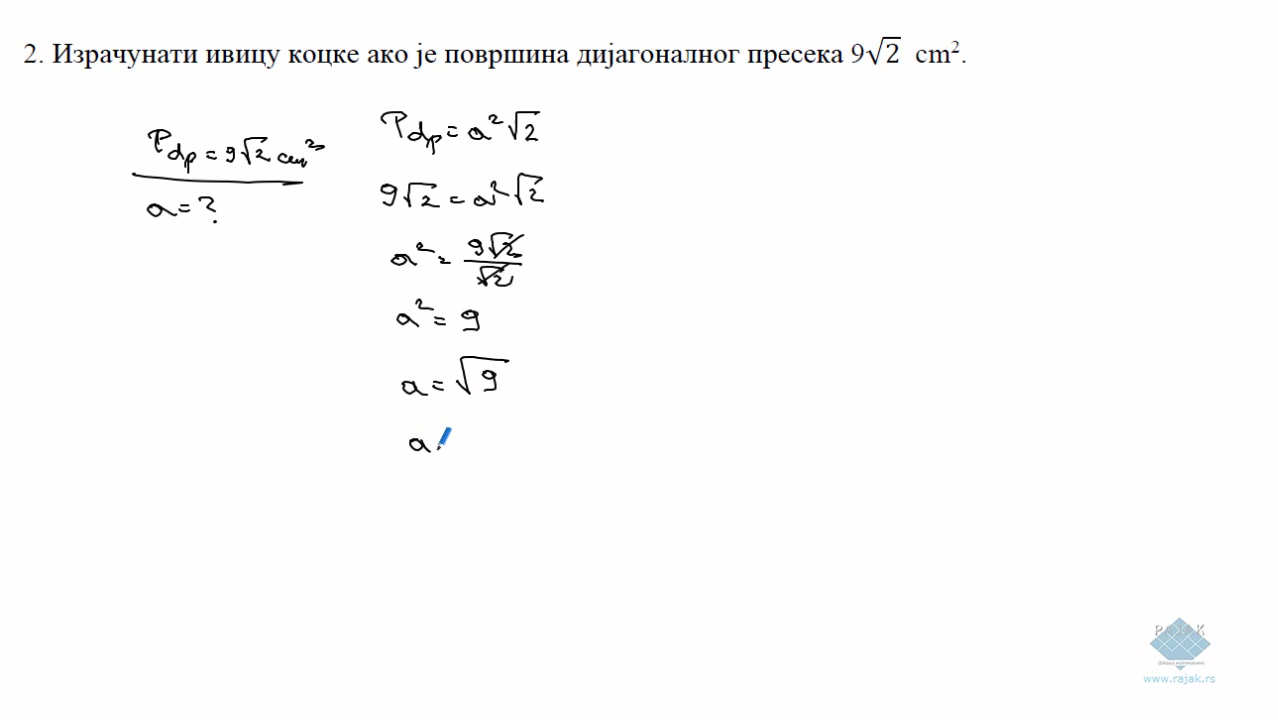 2. Израчунати ивицу коцке ако је површина дијагоналног пресека 9√2 cm².
P_dp = 9√2 cm²
a = ?
P_dp = a²√2
9√2 = a²√2
a² = 9√2/√2
a² = 9
a = √9
a
РАЈАК
www.rajak.rs